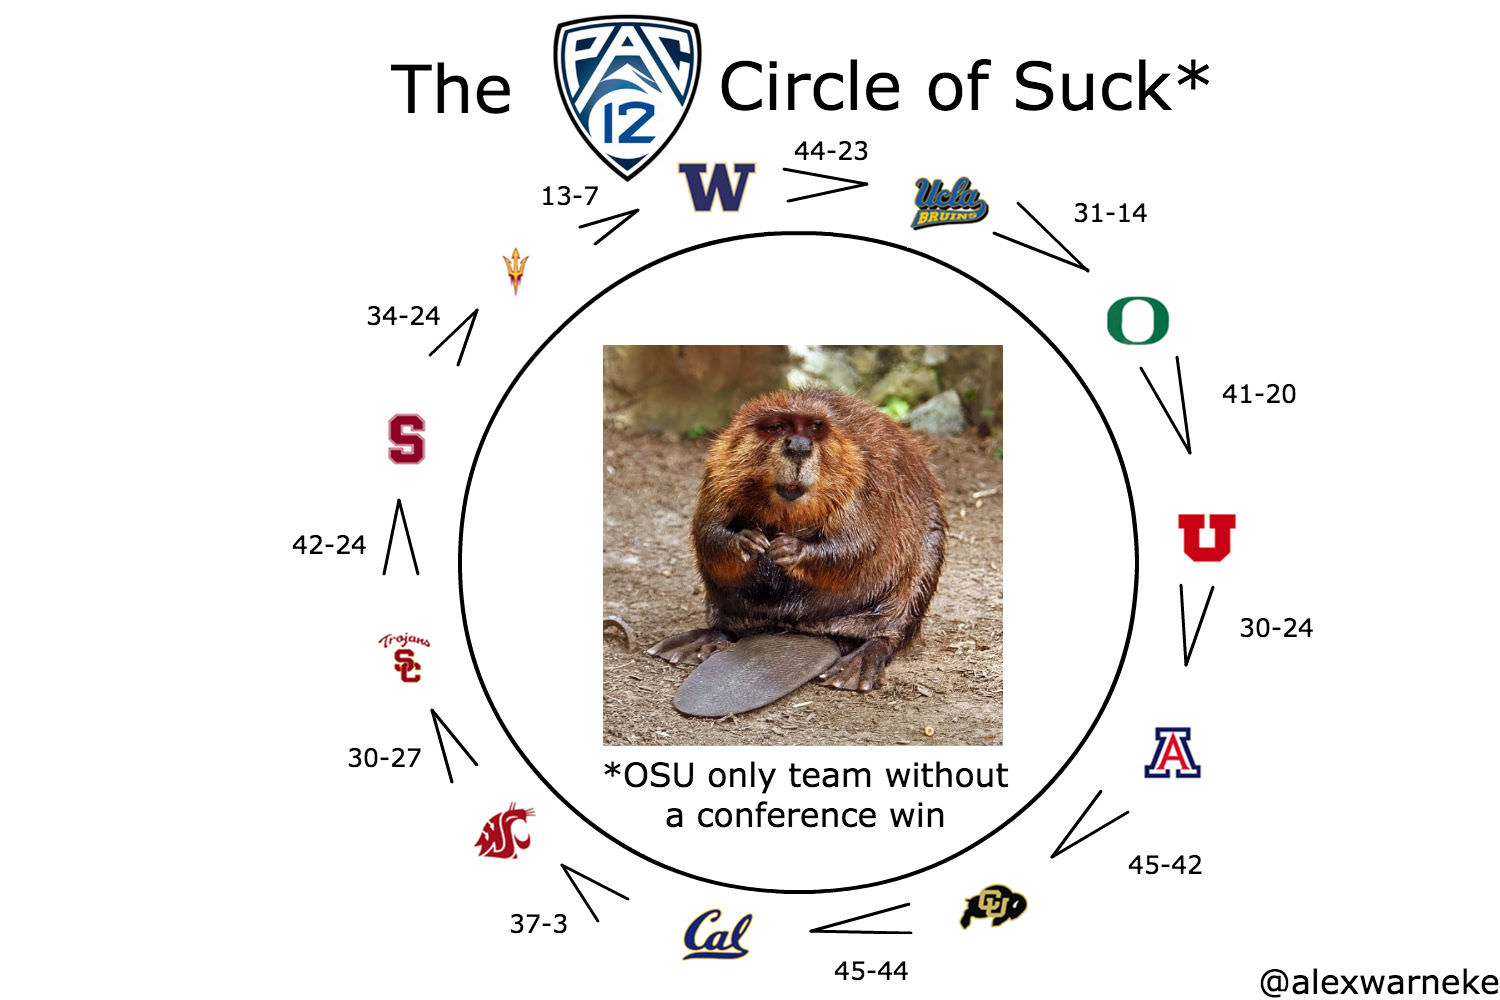 The PAC 12 Circle of Suck*
44-23
13-7
W
Ucla
BRUINS
31-14
34-24
O
41-20
S
42-24
U
30-24
Trojans
SC
30-27
A
45-42
WSC
37-3
Cal
CU
45-44
*OSU only team without
a conference win
@alexwarneke